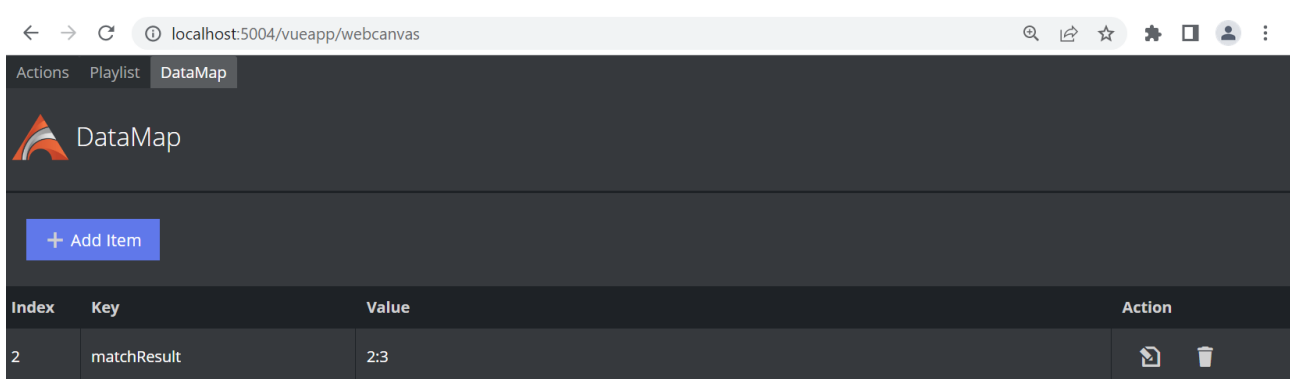 localhost:5004/vueapp/webcanvas
Actions Playlist DataMap
DataMap
+ Add Item
Index Key Value Action
2 matchResult 2:3